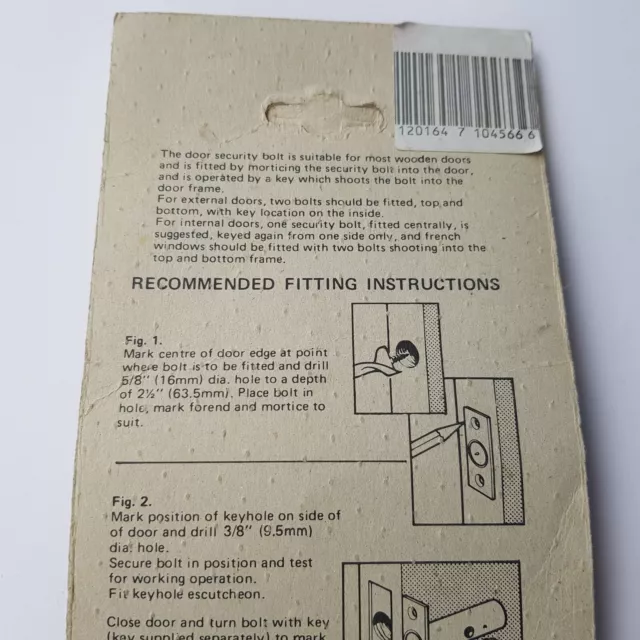 120164 7 104566 6
The door security bolt is suitable for most wooden doors
and is fitted by morticing the security bolt into the door,
and is operated by a key which shoots the bolt into the
door frame.
For external doors, two bolts should be fitted, top and
bottom, with key location on the inside.
For internal doors, one security bolt, fitted centrally, is
suggested, keyed again from one side only, and french
windows should be fitted with two bolts shooting into the
top and bottom frame.
RECOMMENDED FITTING INSTRUCTIONS
Fig. 1.
Mark centre of door edge at point
where bolt is to be fitted and drill
5/8" (16mm) dia. hole to a depth
of 2½" (63.5mm). Place bolt in
hole, mark forend and mortice to
suit.
Fig. 2.
Mark position of keyhole on side of
of door and drill 3/8" (9.5mm)
dia. hole.
Secure bolt in position and test
for working operation.
Fix keyhole escutcheon.
Close door and turn bolt with key
(key supplied separately) to mark